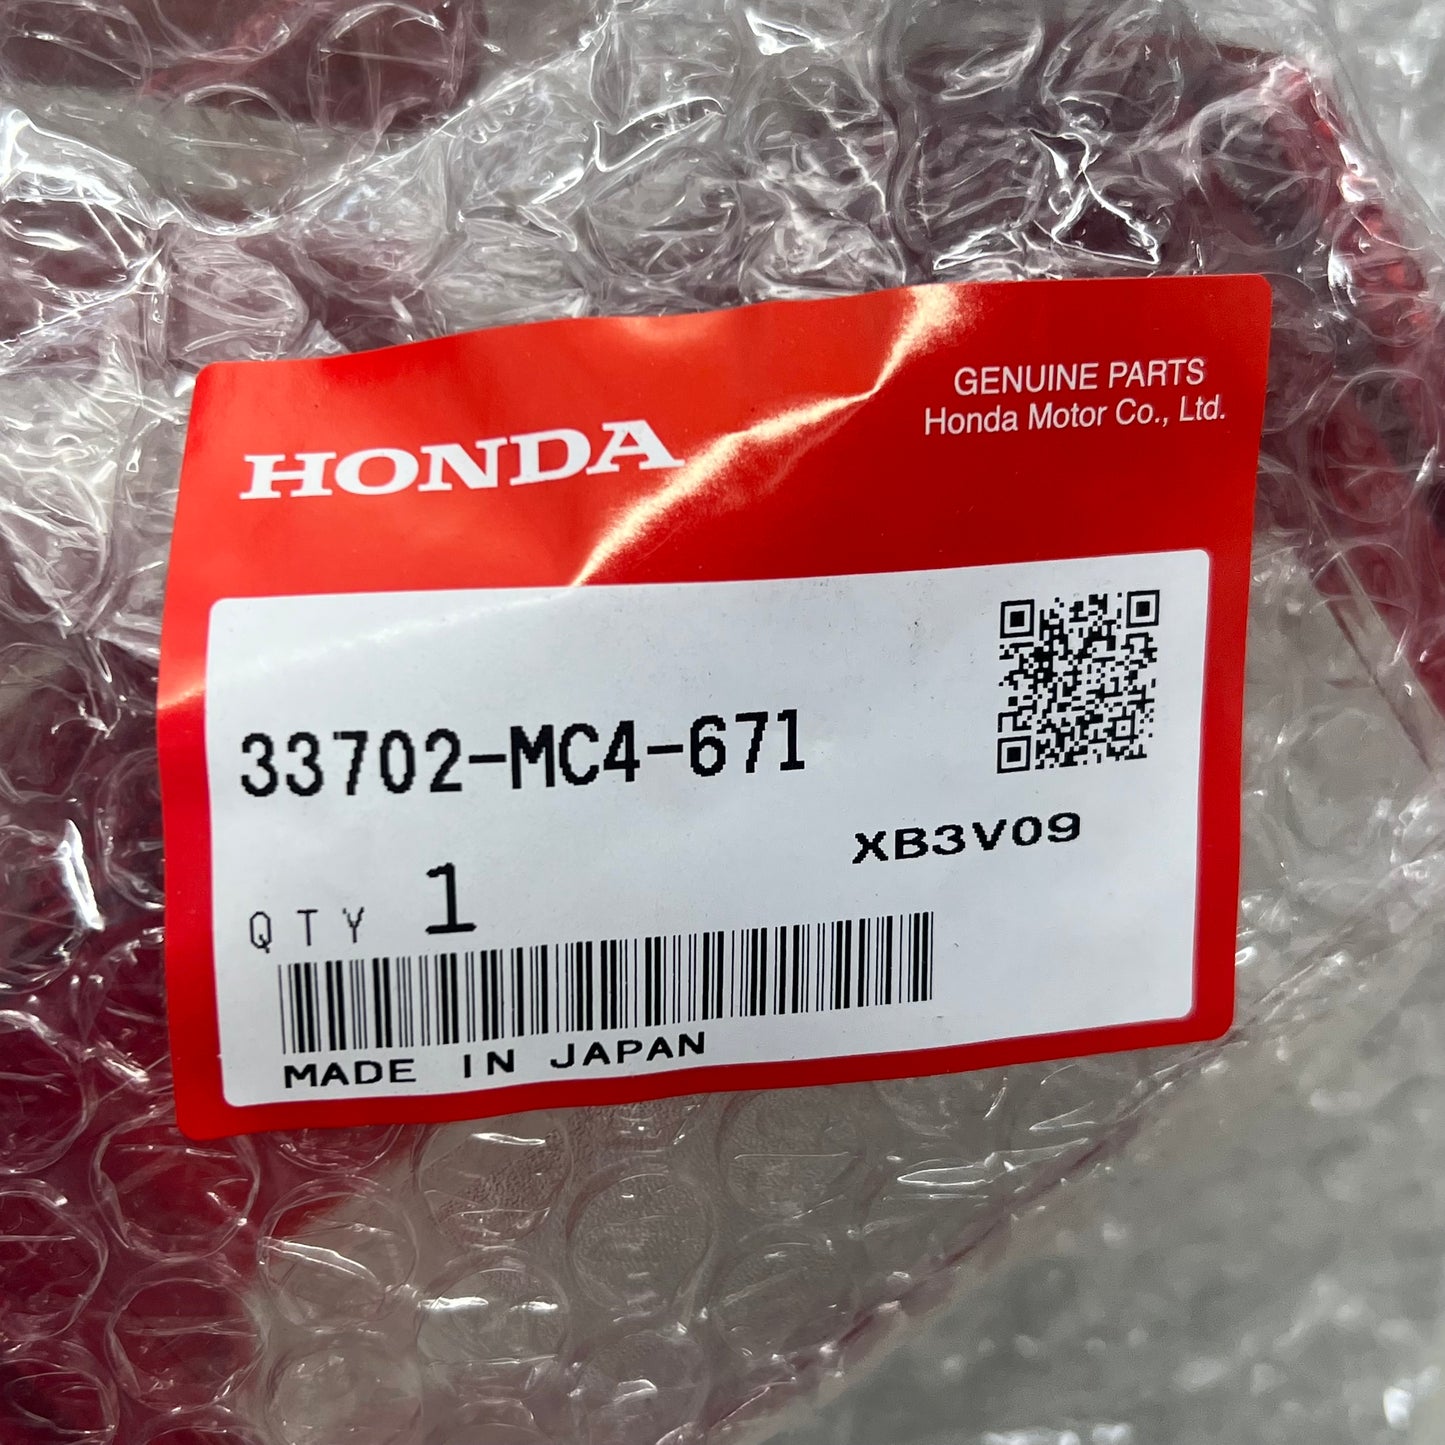 HONDA
GENUINE PARTS
Honda Motor Co., Ltd.
33702-MC4-671
XB3V09
QTY 1
MADE IN JAPAN